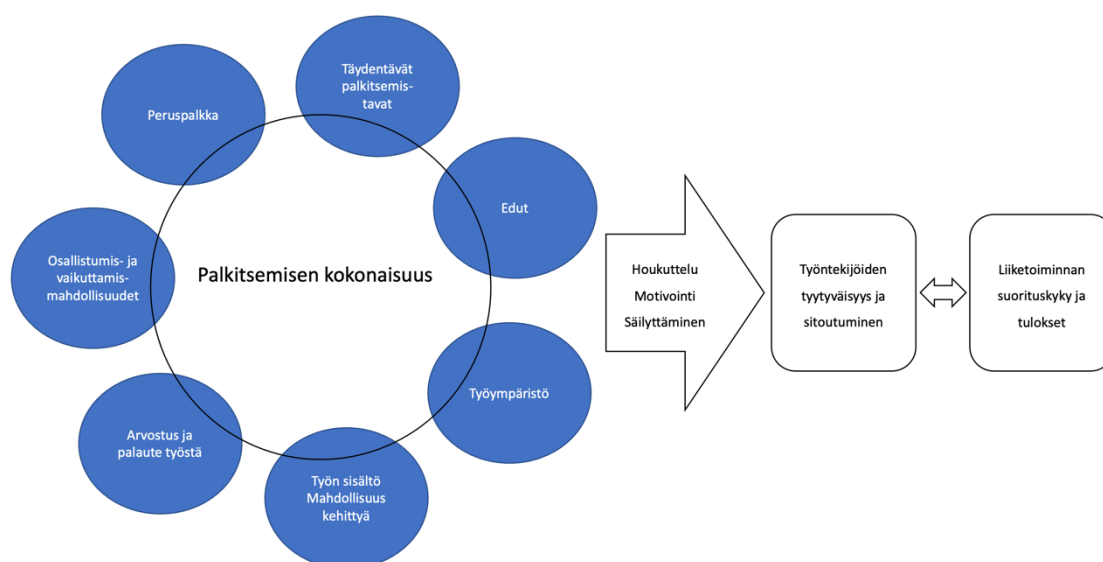 Täydentävät
palkitsemis-
tavat
Peruspalkka
Edut
Osallistumis- ja
vaikuttamis-
mahdollisuudet
Palkitsemisen kokonaisuus
Työympäristö
Arvostus ja
palaute työstä
Työn sisältö
Mahdollisuus
kehittyä
Houkuttelu
Motivointi
Säilyttäminen
Työntekijöiden
tyytyväisyys ja
sitoutuminen
Liiketoiminnan
suorituskyky ja
tulokset